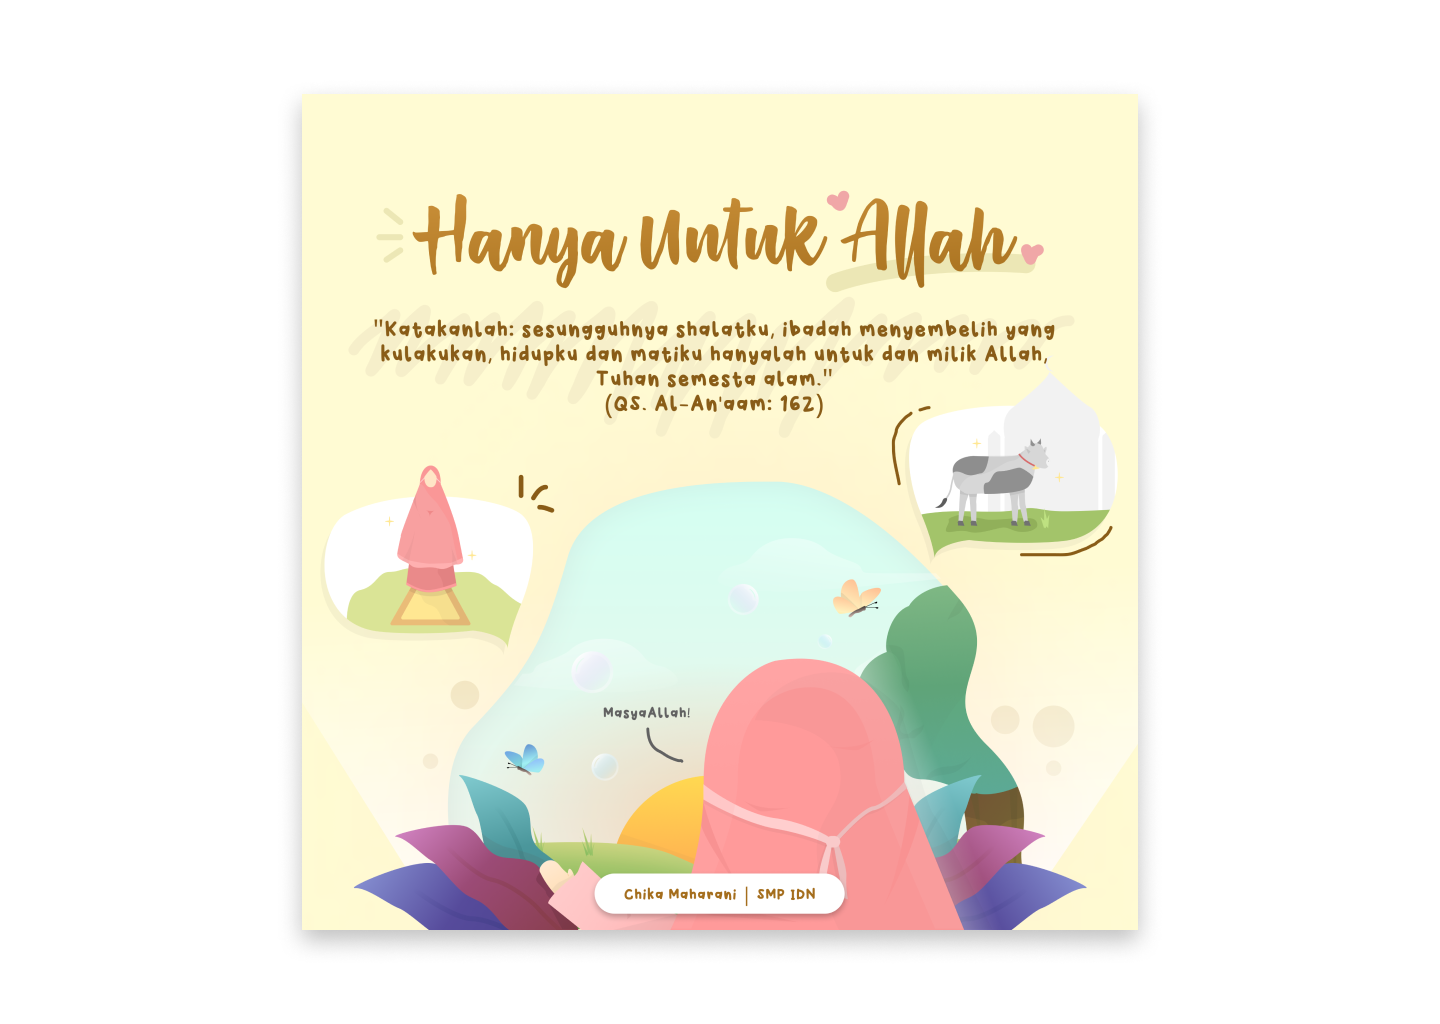 Hanya Untuk Allah
"Katakanlah: sesungguhnya shalatku, ibadah menyembelih yang
kulakukan, hidupku dan matiku hanyalah untuk dan milik Allah,
Tuhan semesta alam."
(QS. Al-An'aam: 162)
MasyaAllah!
Chika Maharani | SMP IDN